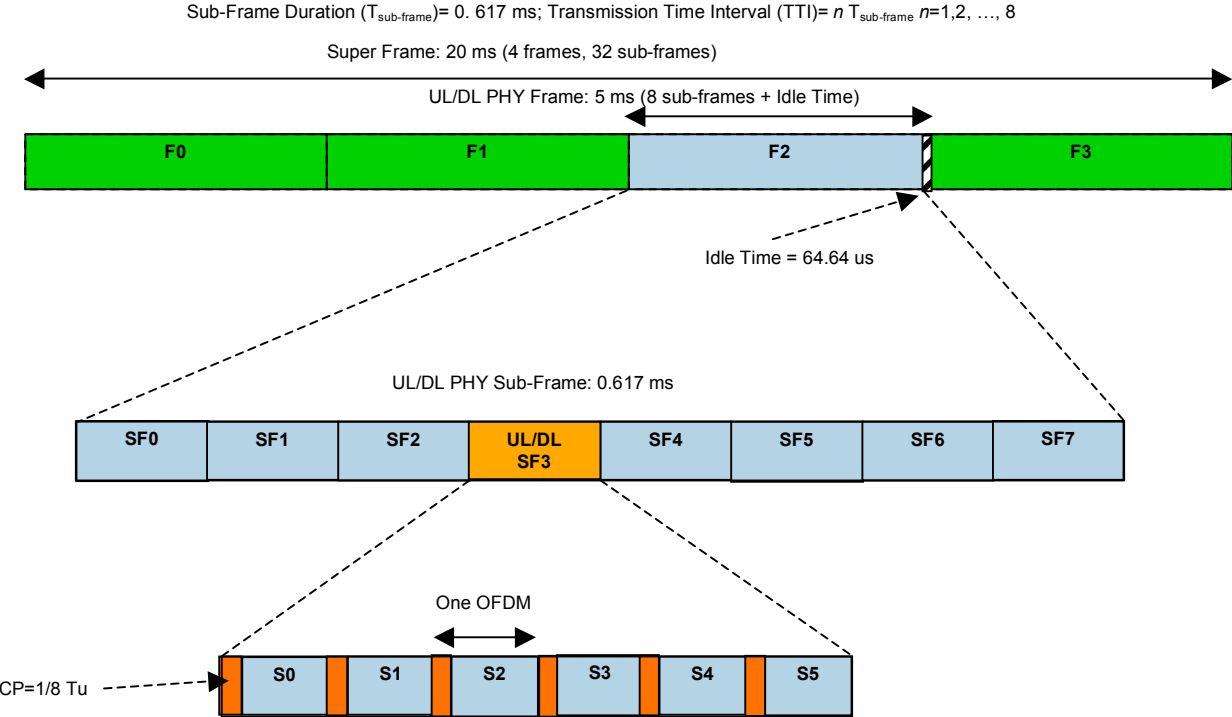 Sub-Frame Duration (Tsub-frame)= 0. 617 ms; Transmission Time Interval (TTI)= n Tsub-frame n=1,2, …, 8
Super Frame: 20 ms (4 frames, 32 sub-frames)
UL/DL PHY Frame: 5 ms (8 sub-frames + Idle Time)
F0 F1 F2 F3
Idle Time = 64.64 us
UL/DL PHY Sub-Frame: 0.617 ms
SF0 SF1 SF2 UL/DL SF4 SF5 SF6 SF7
SF3
One OFDM
S0 S1 S2 S3 S4 S5
CP=1/8 Tu